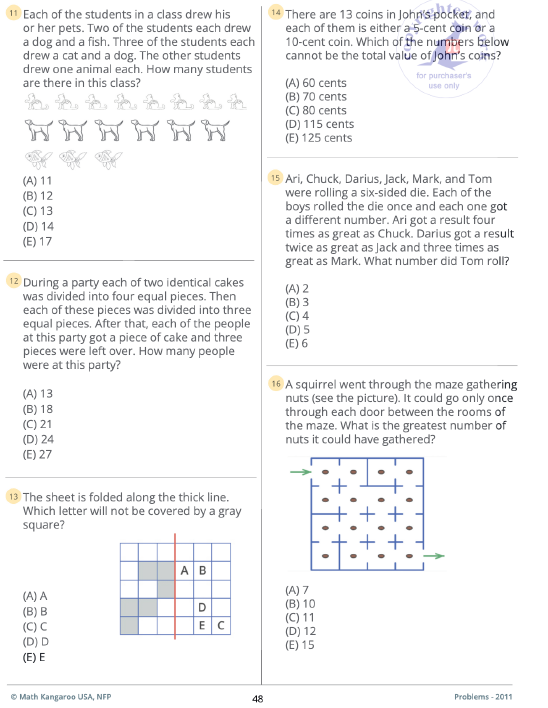 11 Each of the students in a class drew his
or her pets. Two of the students each drew
a dog and a fish. Three of the students each
drew a cat and a dog. The other students
drew one animal each. How many students
are there in this class?
(A) 11
(B) 12
(C) 13
(D) 14
(E) 17
12 During a party each of two identical cakes
was divided into four equal pieces. Then
each of these pieces was divided into three
equal pieces. After that, each of the people
at this party got a piece of cake and three
pieces were left over. How many people
were at this party?
(A) 13
(B) 18
(C) 21
(D) 24
(E) 27
13 The sheet is folded along the thick line.
Which letter will not be covered by a gray
square?
A B
D
E C
(A) A
(B) B
(C) C
(D) D
(E) E
14 There are 13 coins in John's pocket, and
each of them is either a 5-cent coin or a
10-cent coin. Which of the numbers below
cannot be the total value of John's coins?
for purchaser's
use only
(A) 60 cents
(B) 70 cents
(C) 80 cents
(D) 115 cents
(E) 125 cents
15 Ari, Chuck, Darius, Jack, Mark, and Tom
were rolling a six-sided die. Each of the
boys rolled the die once and each one got
a different number. Ari got a result four
times as great as Chuck. Darius got a result
twice as great as Jack and three times as
great as Mark. What number did Tom roll?
(A) 2
(B) 3
(C) 4
(D) 5
(E) 6
16 A squirrel went through the maze gathering
nuts (see the picture). It could go only once
through each door between the rooms of
the maze. What is the greatest number of
nuts it could have gathered?
(A) 7
(B) 10
(C) 11
(D) 12
(E) 15
© Math Kangaroo USA, NFP
48
Problems - 2011